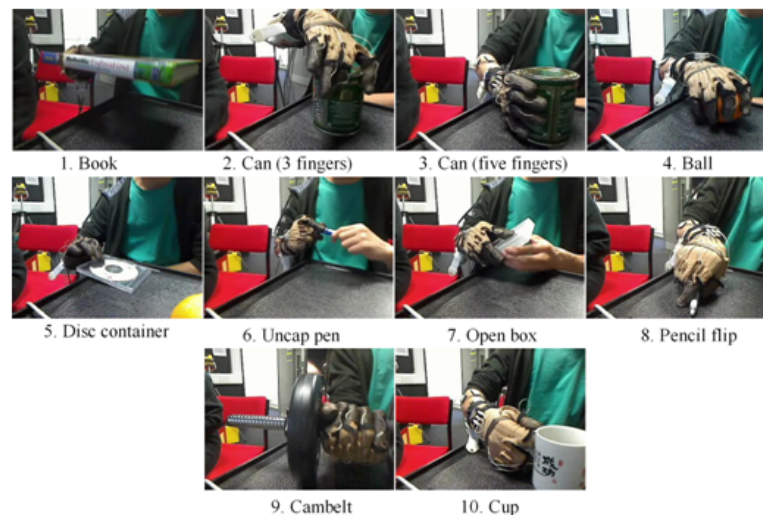 1. Book
2. Can (3 fingers)
3. Can (five fingers)
4. Ball
5. Disc container
6. Uncap pen
7. Open box
8. Pencil flip
9. Cambelt
10. Cup